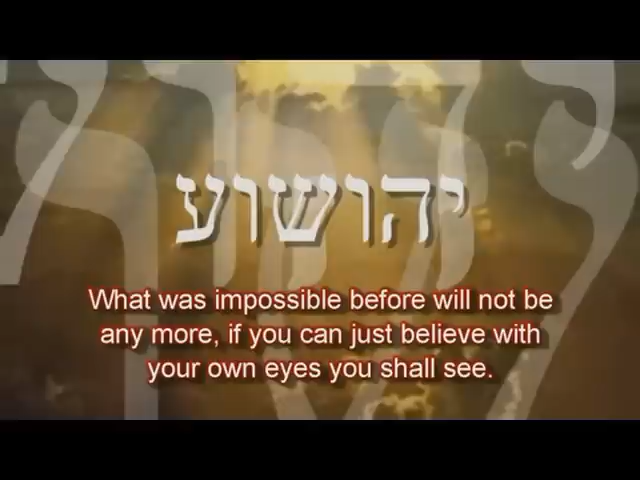 יהושוע
What was impossible before will not be
any more, if you can just believe with
your own eyes you shall see.